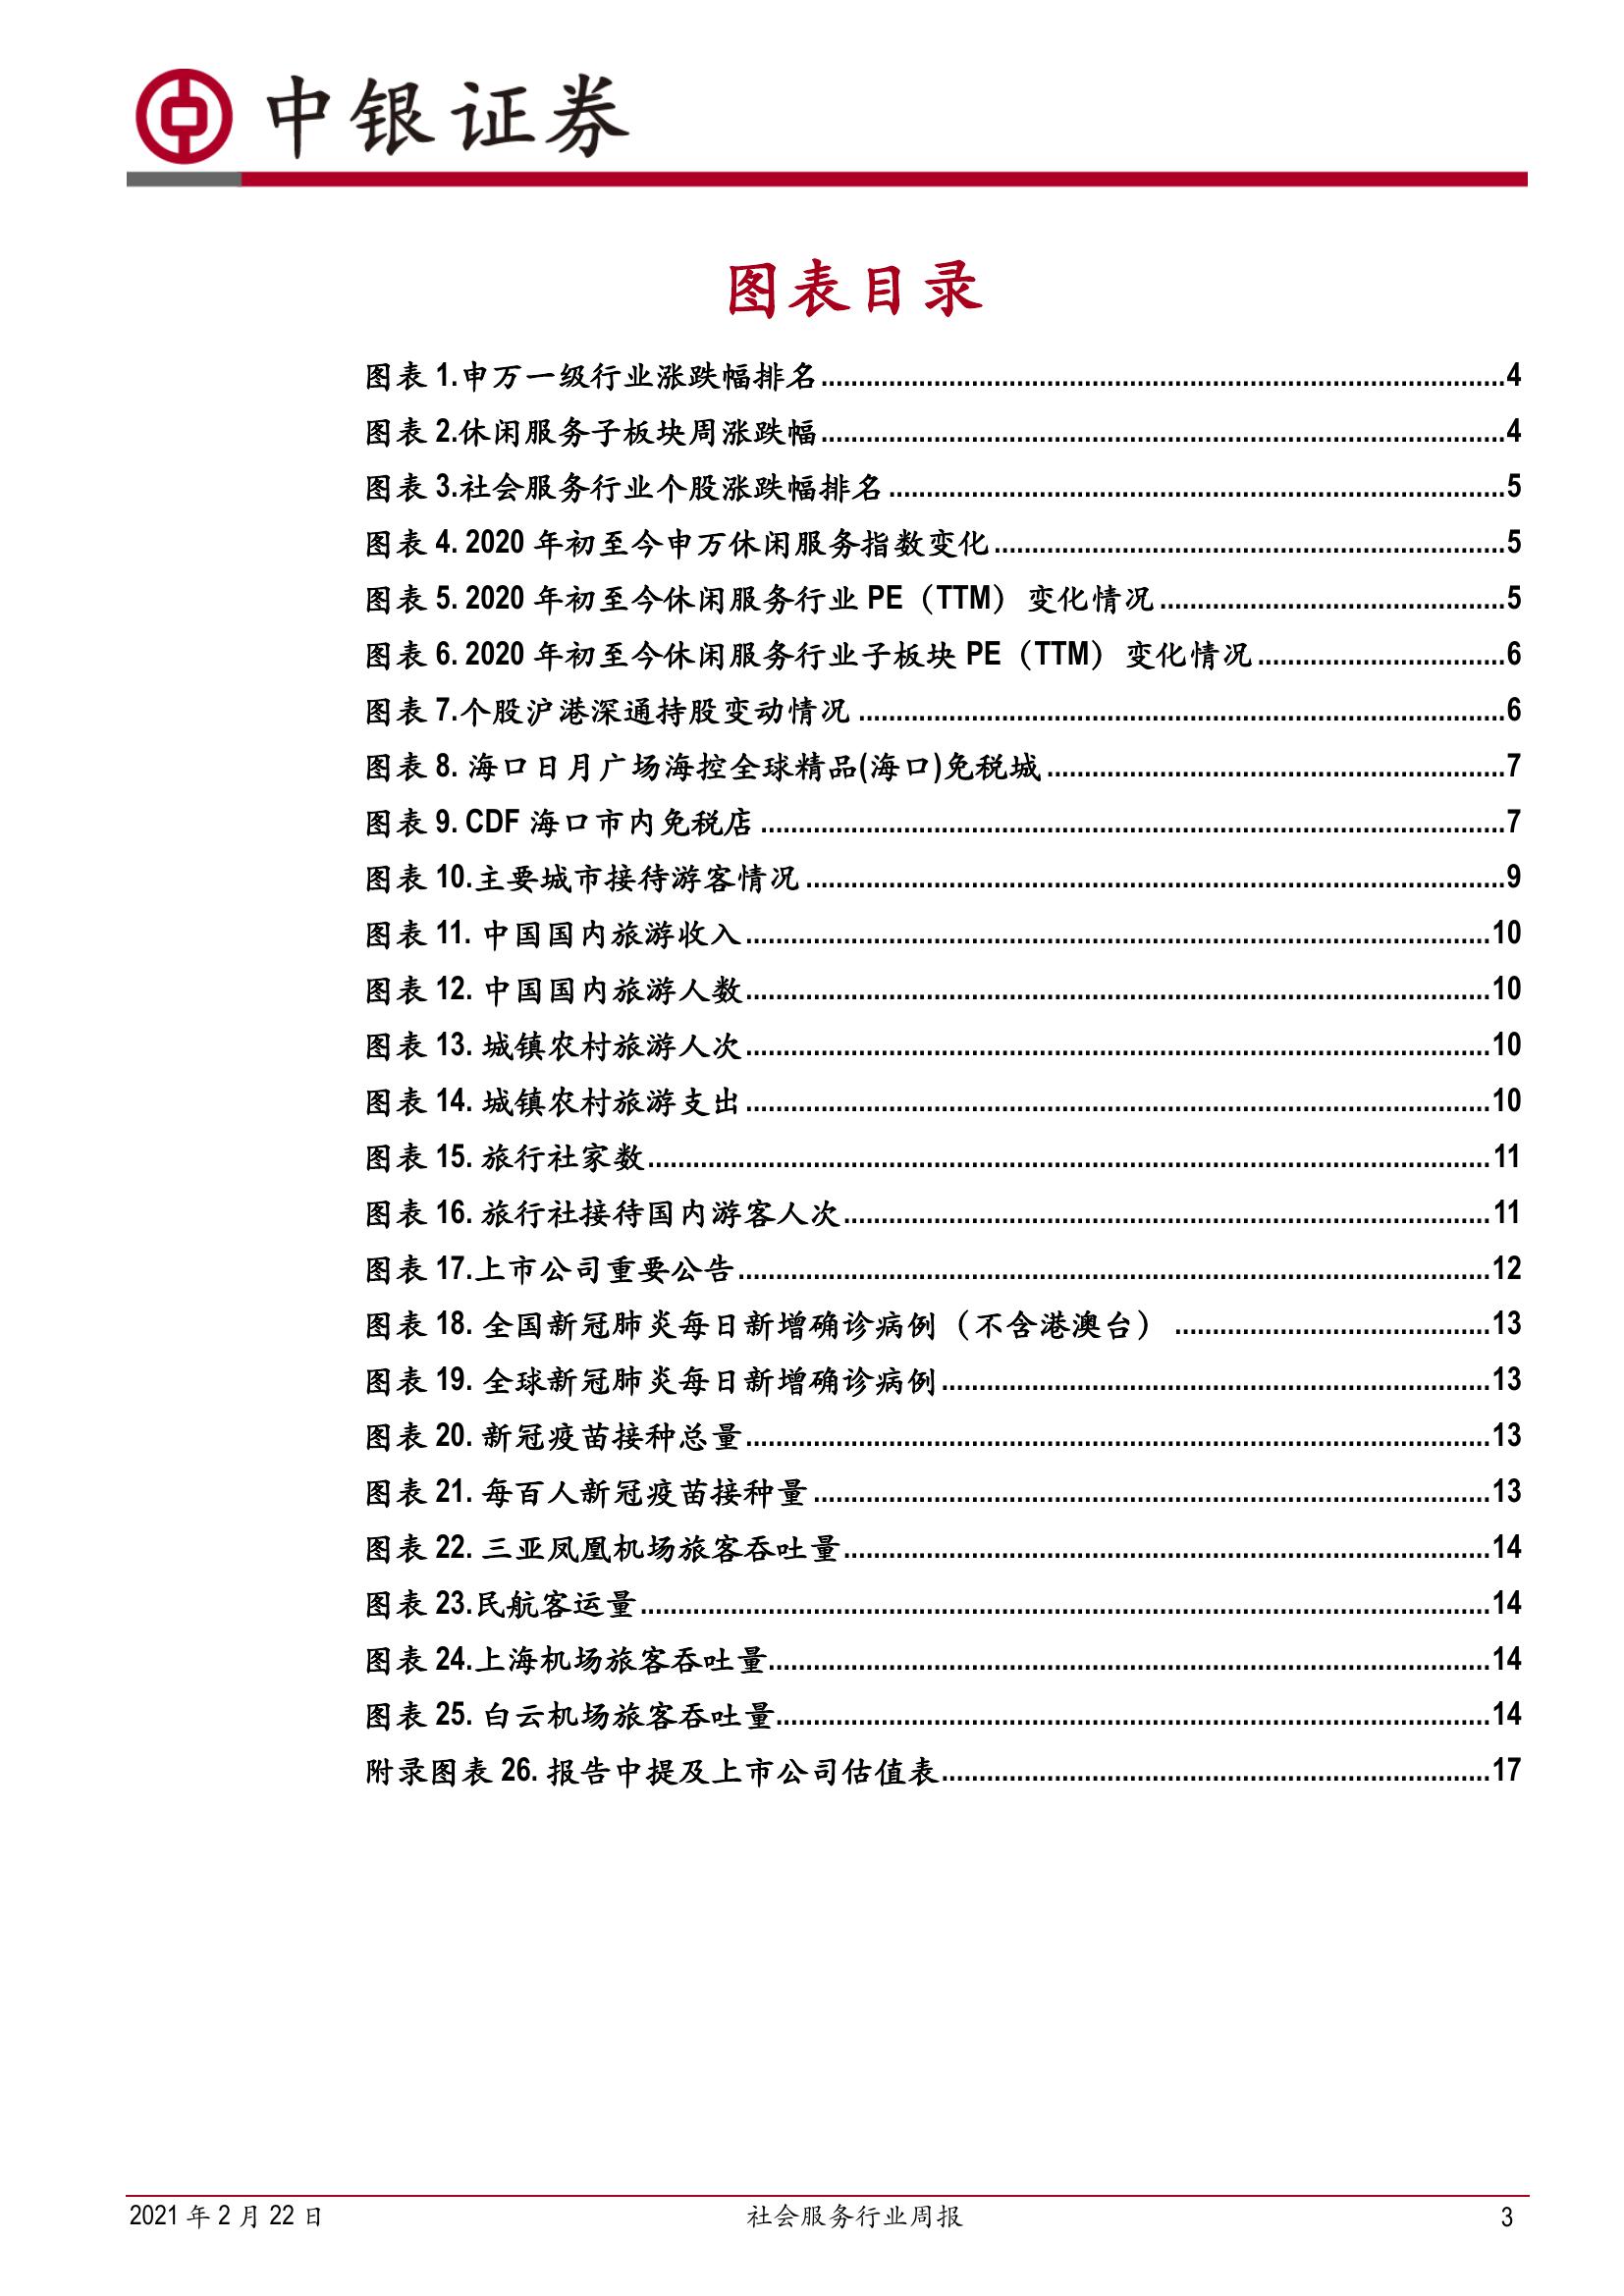 中银证券
图表目录
图表 1.申万一级行业涨跌幅排名....................4
图表 2.休闲服务子板块周涨跌幅....................4
图表 3.社会服务行业个股涨跌幅排名....................5
图表 4. 2020 年初至今申万休闲服务指数变化....................5
图表 5. 2020 年初至今休闲服务行业 PE（TTM）变化情况....................5
图表 6. 2020 年初至今休闲服务行业子板块 PE（TTM）变化情况....................6
图表 7.个股沪港深通持股变动情况....................6
图表 8. 海口日月广场海控全球精品(海口)免税城....................7
图表 9. CDF 海口市内免税店....................7
图表 10.主要城市接待游客情况....................9
图表 11. 中国国内旅游收入....................10
图表 12. 中国国内旅游人数....................10
图表 13. 城镇农村旅游人次....................10
图表 14. 城镇农村旅游支出....................10
图表 15. 旅行社家数....................11
图表 16. 旅行社接待国内游客人次....................11
图表 17.上市公司重要公告....................12
图表 18. 全国新冠肺炎每日新增确诊病例（不含港澳台）....................13
图表 19. 全球新冠肺炎每日新增确诊病例....................13
图表 20. 新冠疫苗接种总量....................13
图表 21. 每百人新冠疫苗接种量....................13
图表 22. 三亚凤凰机场旅客吞吐量....................14
图表 23.民航客运量....................14
图表 24.上海机场旅客吞吐量....................14
图表 25. 白云机场旅客吞吐量....................14
附录图表 26. 报告中提及上市公司估值表....................17
2021 年 2 月 22 日 社会服务行业周报 3